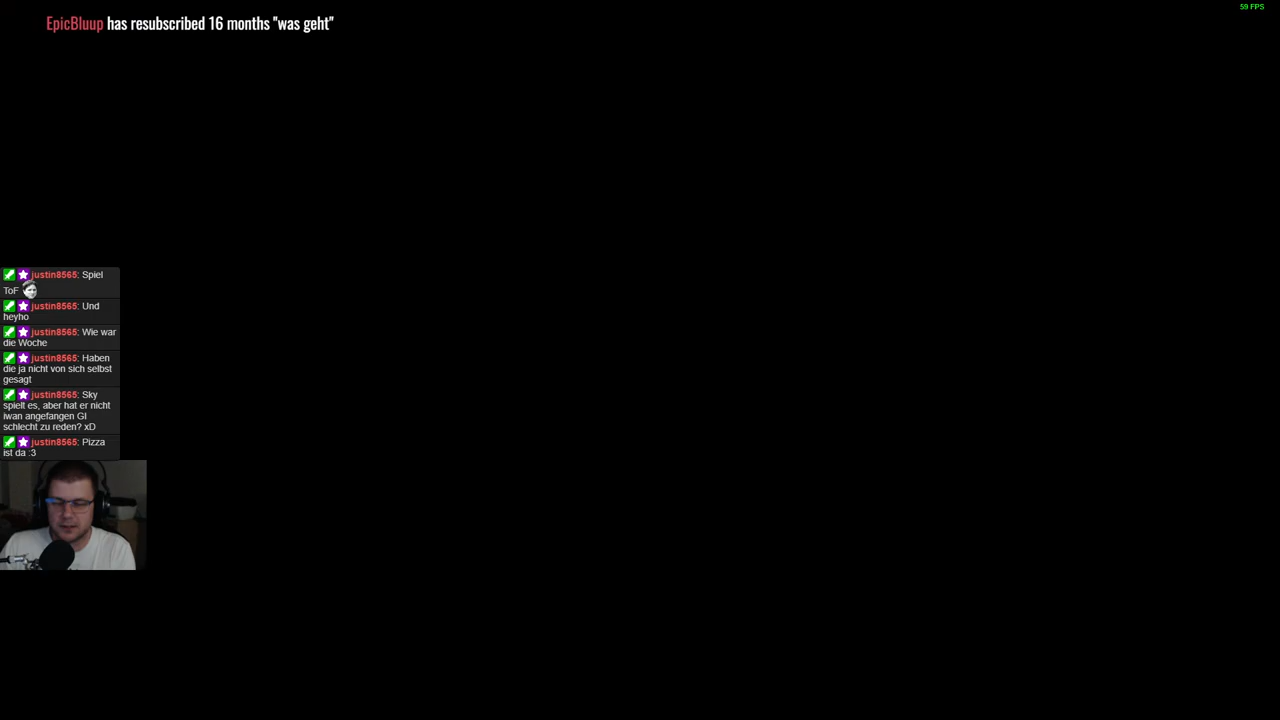 EpicBluup has resubscribed 16 months "was geht"
59 FPS
justin8565: Spiel
ToF
justin8565: Und
heyho
justin8565: Wie war
die Woche
justin8565: Haben
die ja nicht von sich selbst
gesagt
justin8565: Sky
spielt es, aber hat er nicht
iwan angefangen GI
schlecht zu reden? xD
justin8565: Pizza
ist da :3